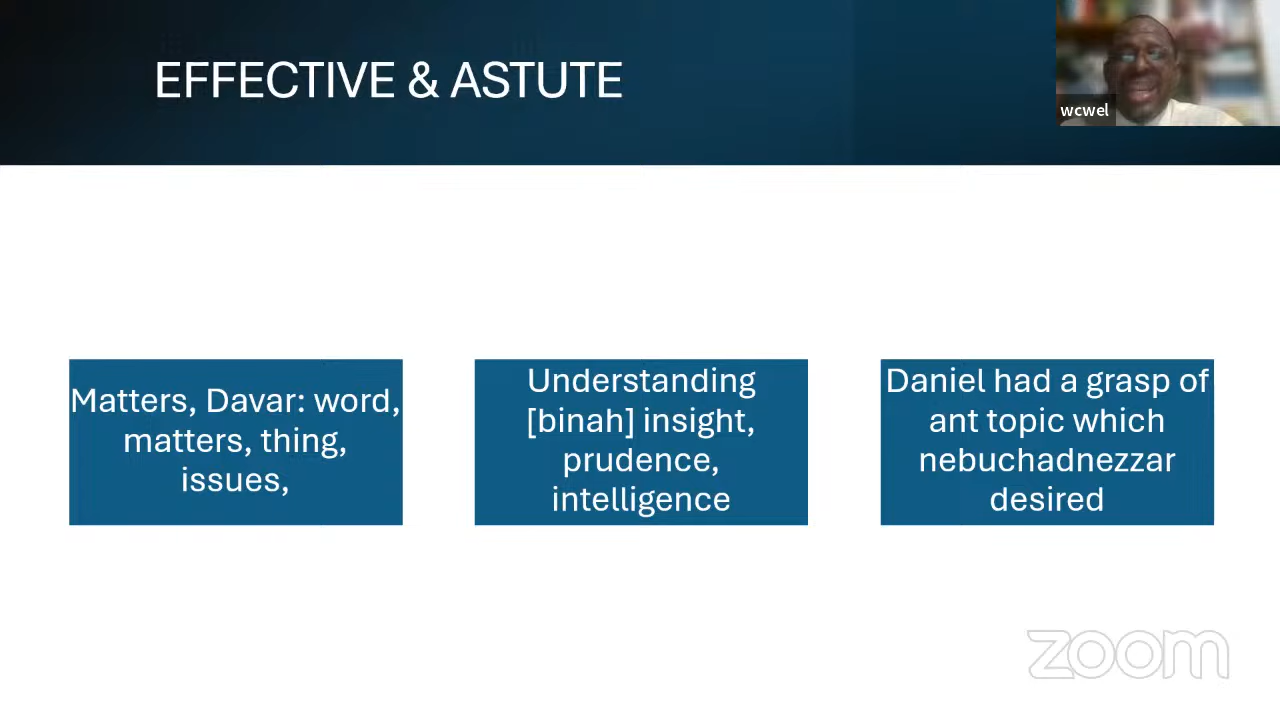 EFFECTIVE & ASTUTE
wcwel
Matters, Davar: word,
matters, thing,
issues,
Understanding
[binah] insight,
prudence,
intelligence
Daniel had a grasp of
ant topic which
nebuchadnezzar
desired
zoom